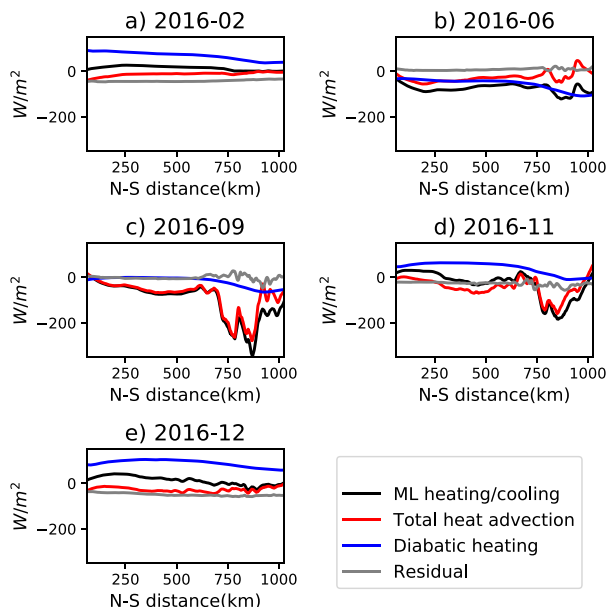 a) 2016-02
W/m²
0
−200
250 500 750 1000
N-S distance(km)
b) 2016-06
W/m²
0
−200
250 500 750 1000
N-S distance(km)
c) 2016-09
W/m²
0
−200
250 500 750 1000
N-S distance(km)
d) 2016-11
W/m²
0
−200
250 500 750 1000
N-S distance(km)
e) 2016-12
W/m²
0
−200
250 500 750 1000
N-S distance(km)
ML heating/cooling
Total heat advection
Diabatic heating
Residual